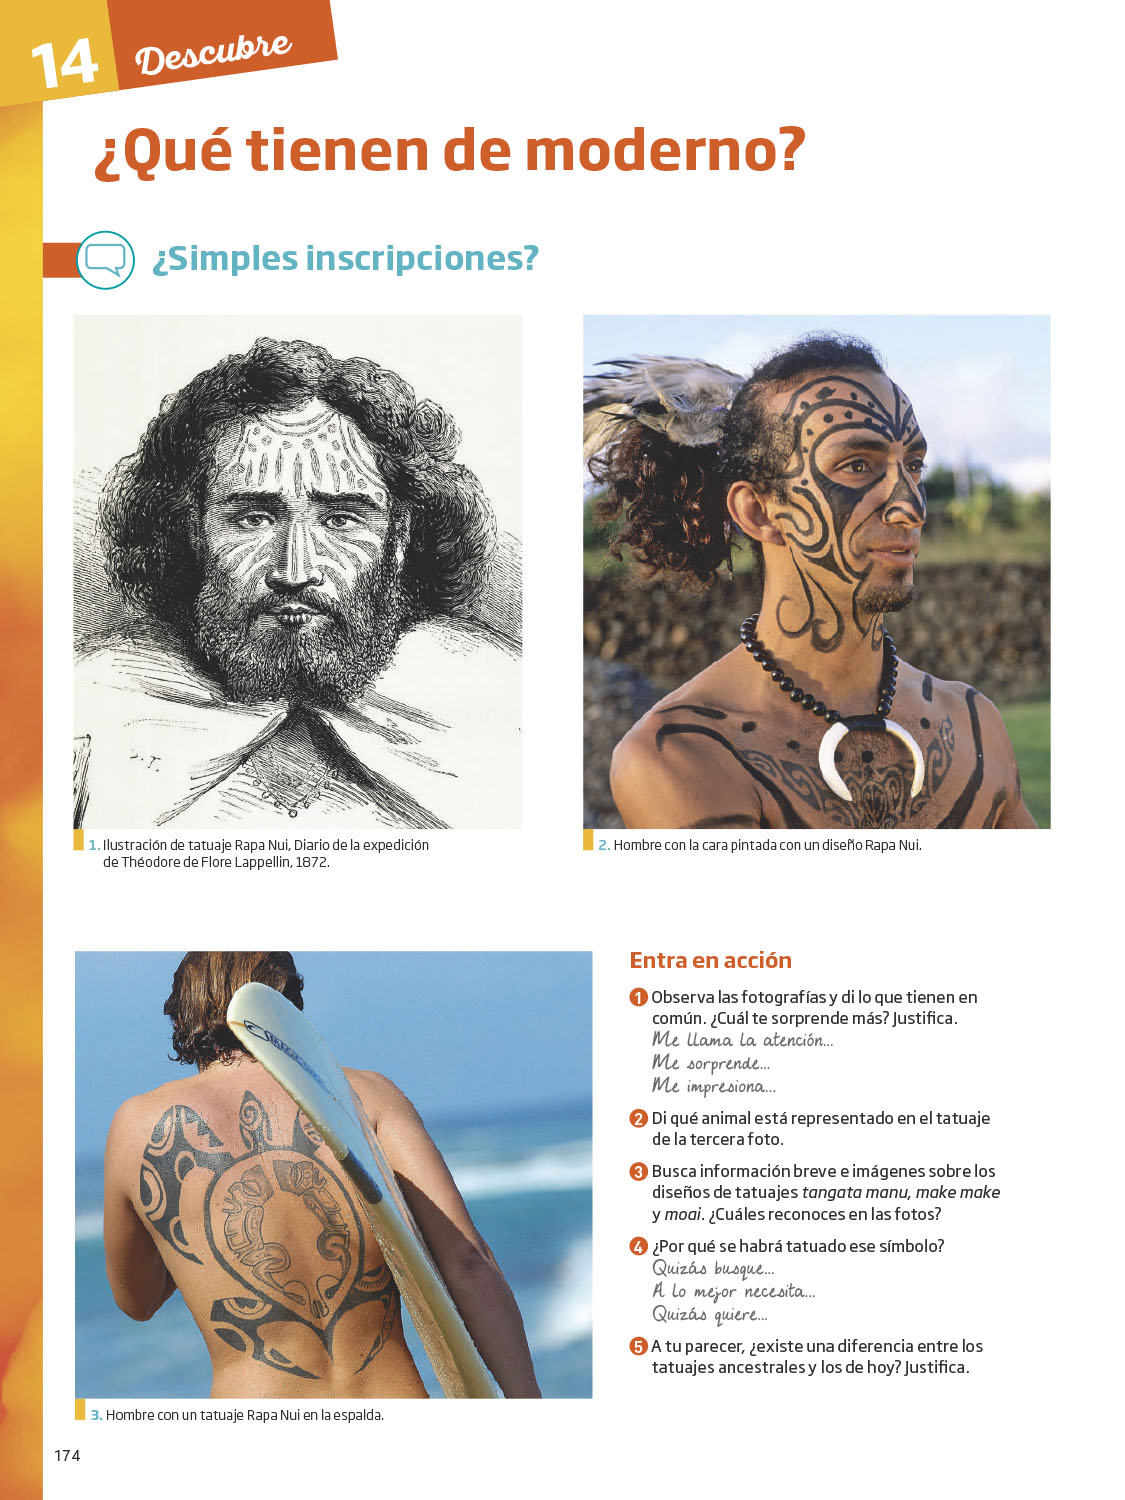 14
Descubre
¿Qué tienen de moderno?
¿Simples inscripciones?
1. Ilustración de tatuaje Rapa Nui, Diario de la expedición
de Théodore de Flore Lappellin, 1872.
2. Hombre con la cara pintada con un diseño Rapa Nui.
3. Hombre con un tatuaje Rapa Nui en la espalda.
Entra en acción
1 Observa las fotografías y di lo que tienen en
común. ¿Cuál te sorprende más? Justifica.
Me llama la atención...
Me sorprende...
Me impresiona...
2 Di qué animal está representado en el tatuaje
de la tercera foto.
3 Busca información breve e imágenes sobre los
diseños de tatuajes tangata manu, make make
y moai. ¿Cuáles reconoces en las fotos?
4 ¿Por qué se habrá tatuado ese símbolo?
Quizás busque...
A lo mejor necesita...
Quizás quiere...
5 A tu parecer, ¿existe una diferencia entre los
tatuajes ancestrales y los de hoy? Justifica.
174